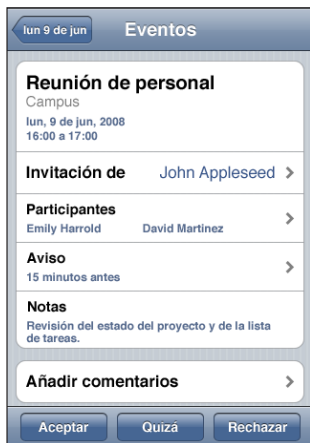 lun 9 de jun
Eventos
Reunión de personal
Campus
lun, 9 de jun, 2008
16:00 a 17:00
Invitación de John Appleseed
Participantes
Emily Harrold David Martinez
Aviso
15 minutos antes
Notas
Revisión del estado del proyecto y de la lista
de tareas.
Añadir comentarios
Aceptar Quizá Rechazar